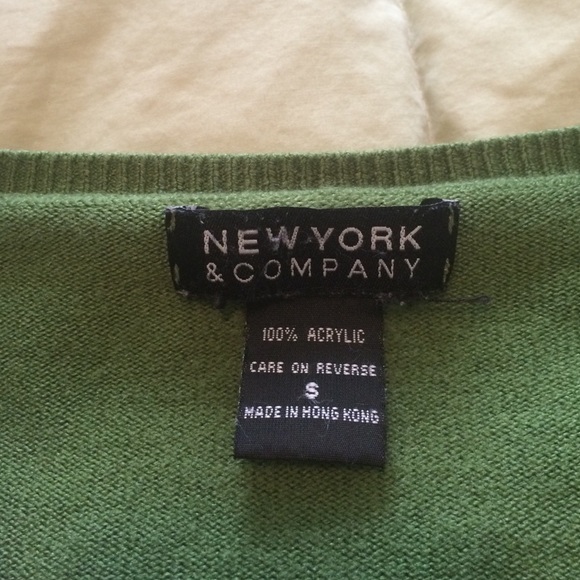 NEW YORK
& COMPANY
100% ACRYLIC
CARE ON REVERSE
S
MADE IN HONG KONG